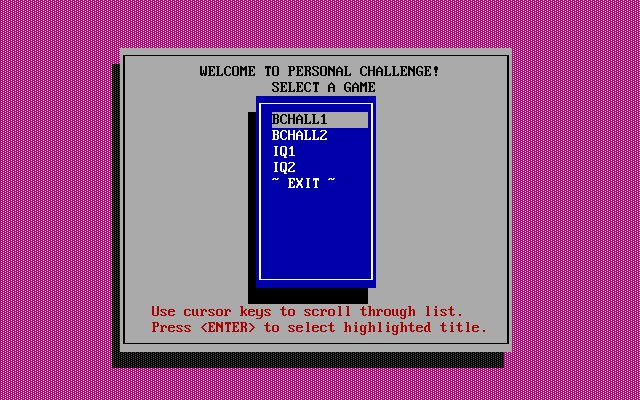 WELCOME TO PERSONAL CHALLENGE!
SELECT A GAME
BCHALL1
BCHALL2
IQ1
IQ2
~ EXIT ~
Use cursor keys to scroll through list.
Press <ENTER> to select highlighted title.